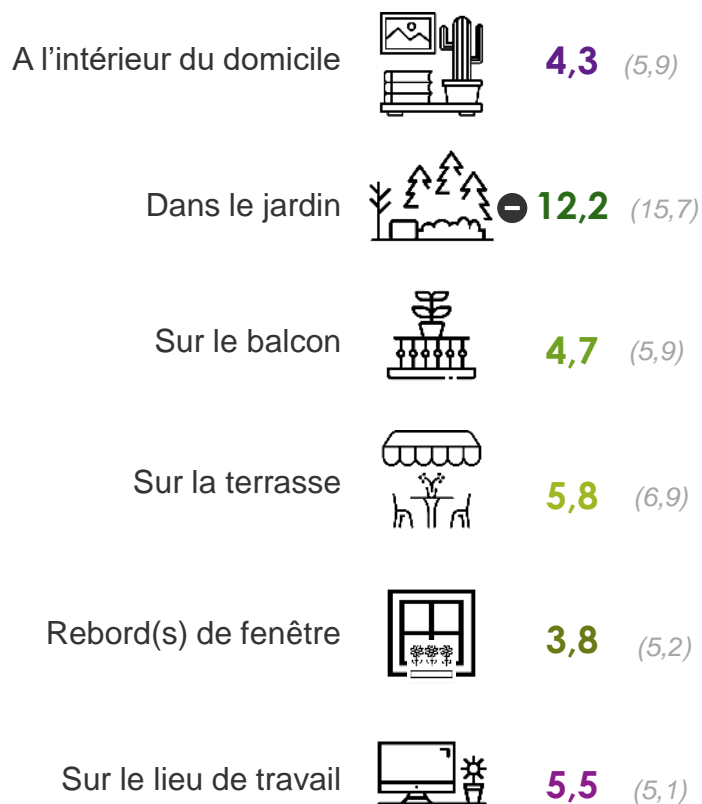 A l’intérieur du domicile 4,3 (5,9)
Dans le jardin 12,2 (15,7)
Sur le balcon 4,7 (5,9)
Sur la terrasse 5,8 (6,9)
Rebord(s) de fenêtre 3,8 (5,2)
Sur le lieu de travail 5,5 (5,1)